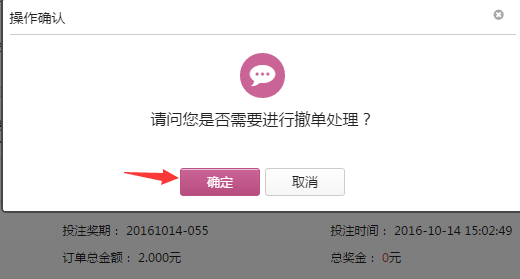 操作确认
请问您是否需要进行撤单处理？
确定 取消
投注奖期： 20161014-055 投注时间： 2016-10-14 15:02:49
订单总金额： 2.000元 总奖金： 0元